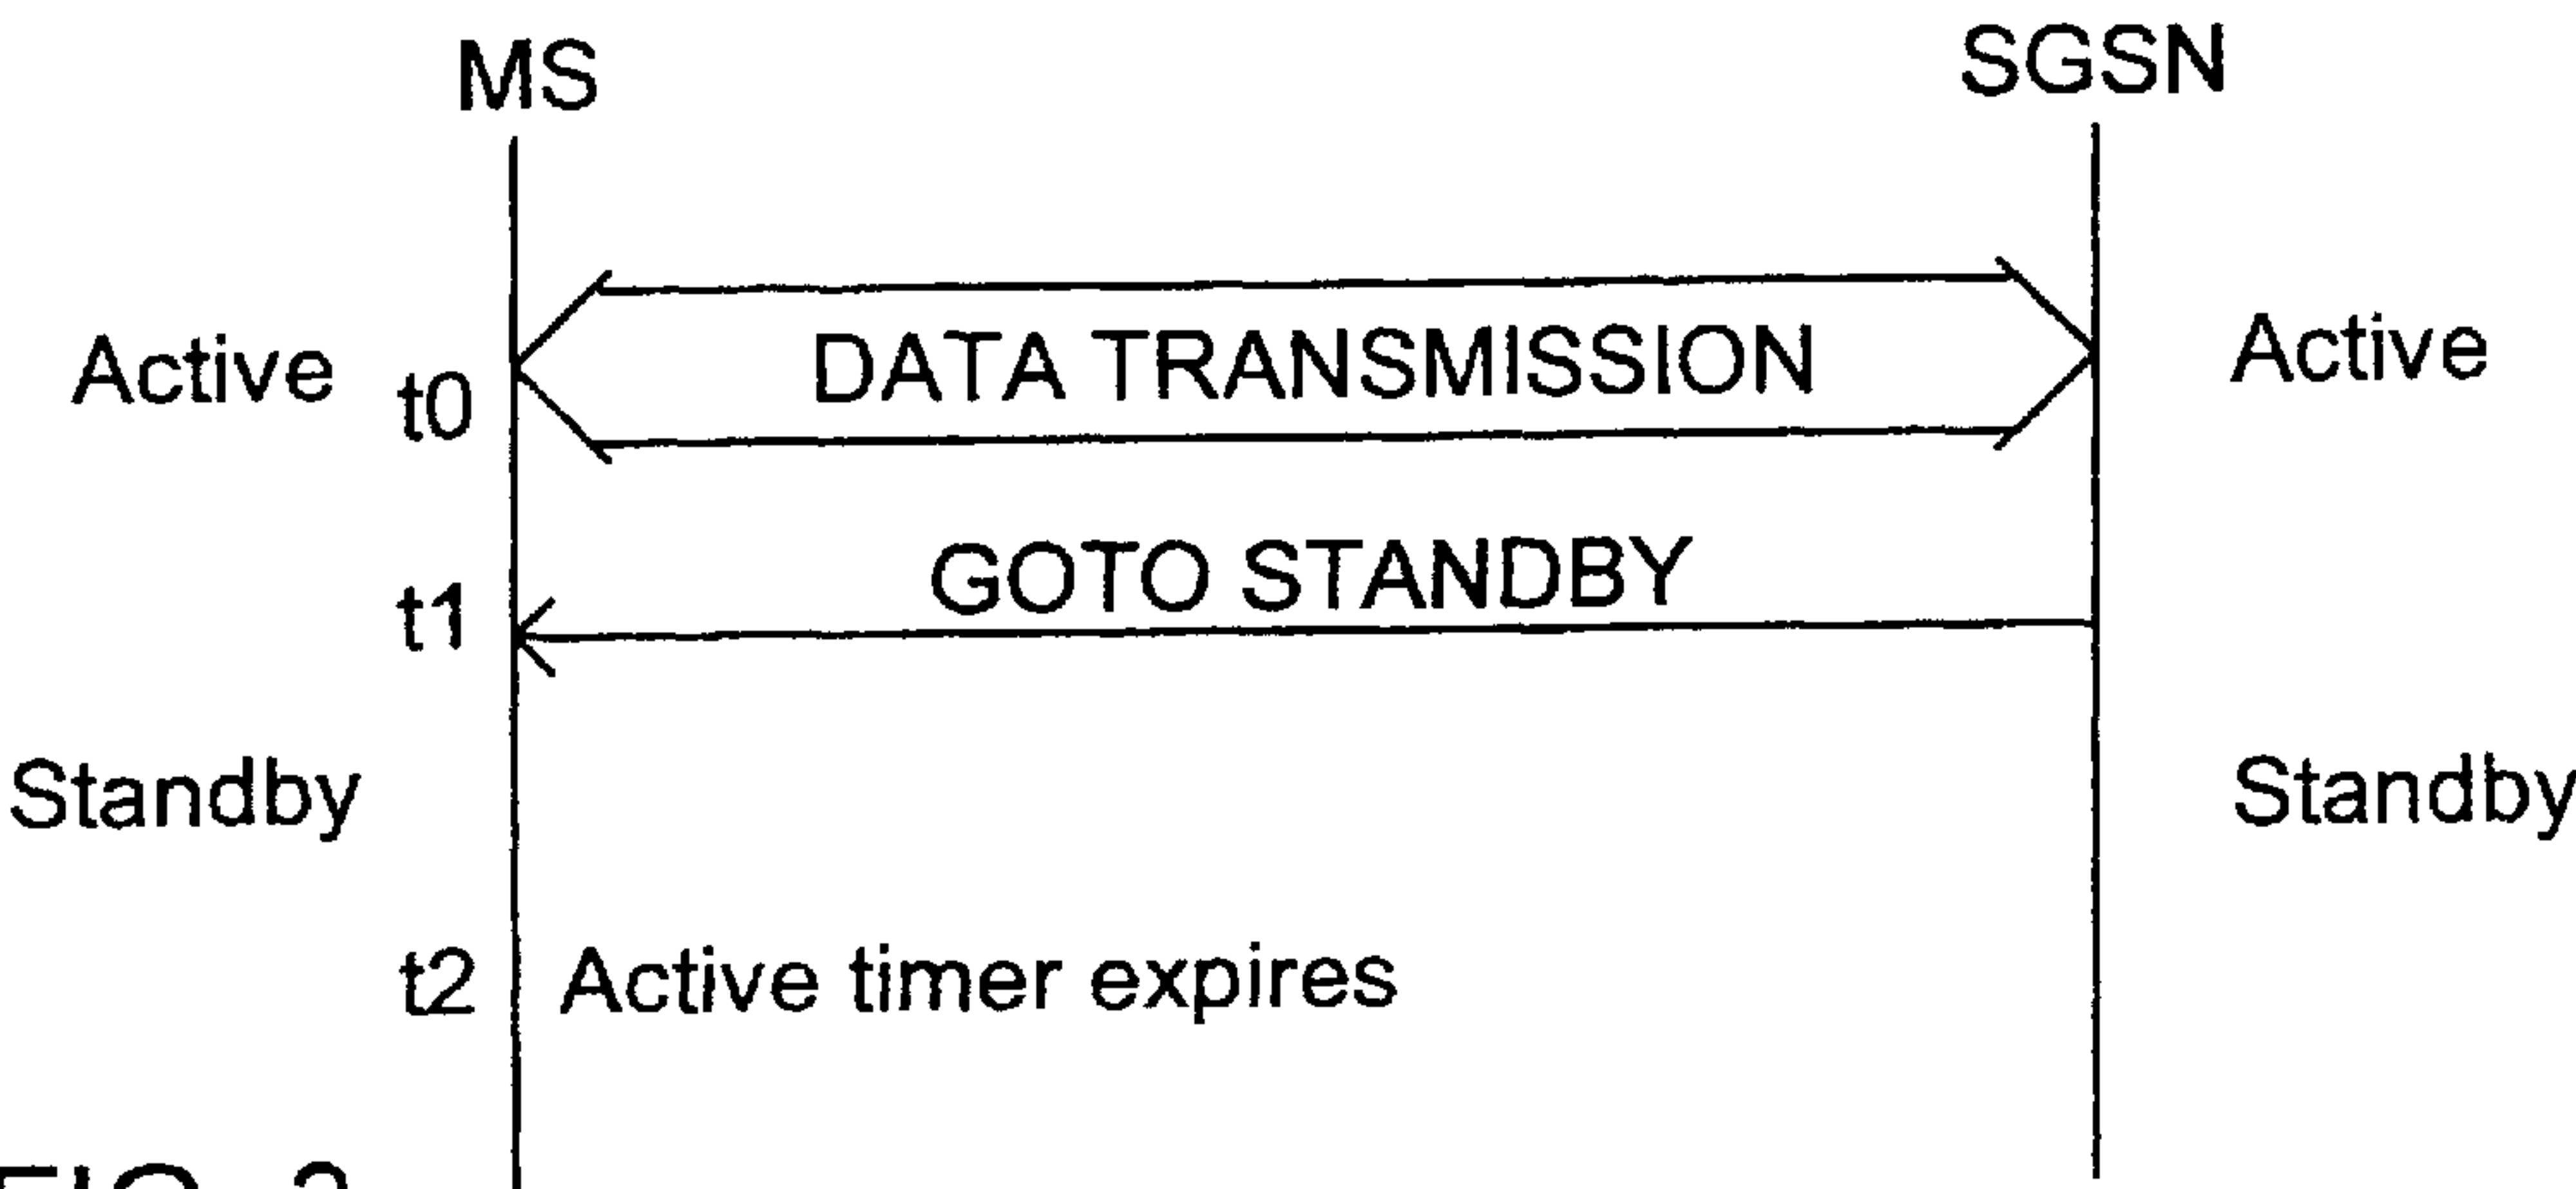 MS SGSN
Active t0 DATA TRANSMISSION Active
t1 GOTO STANDBY
Standby Standby
t2 Active timer expires